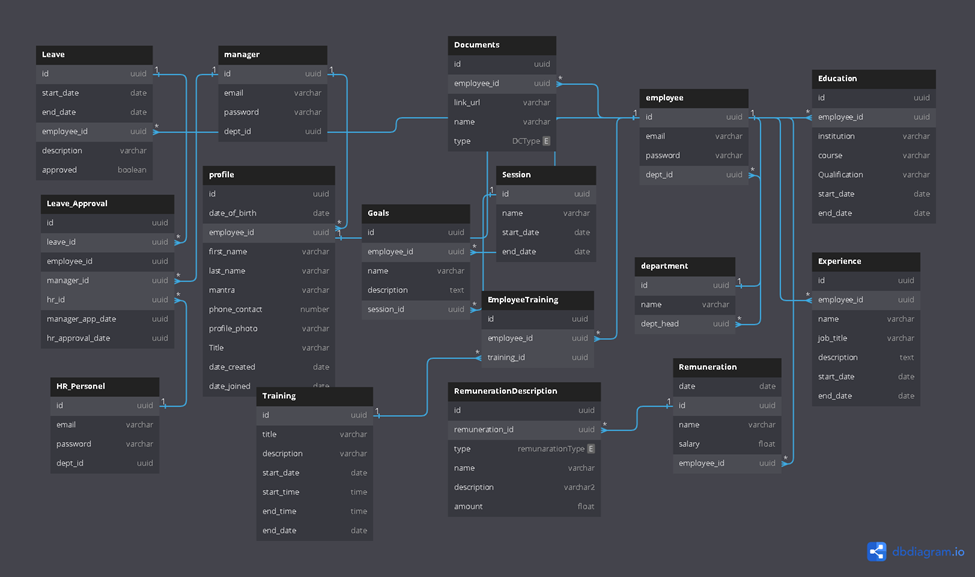 Leave
id uuid
start_date date
end_date date
employee_id uuid
description varchar
approved boolean
manager
id uuid
email varchar
password varchar
dept_id uuid
Documents
id uuid
employee_id uuid
link_url varchar
name varchar
type DCType E
employee
id uuid
email varchar
password varchar
dept_id uuid
Education
id uuid
employee_id uuid
institution varchar
course varchar
Qualification varchar
start_date date
end_date date
Leave_Approval
id uuid
leave_id uuid
employee_id uuid
manager_id uuid
hr_id uuid
manager_app_date uuid
hr_approval_date uuid
profile
id uuid
date_of_birth date
employee_id uuid
first_name varchar
last_name varchar
mantra varchar
phone_contact number
profile_photo varchar
Title varchar
date_created date
date_joined date
Goals
id uuid
employee_id uuid
name varchar
description text
session_id uuid
Session
id uuid
name varchar
start_date date
end_date date
department
id uuid
name varchar
dept_head uuid
Experience
id uuid
employee_id uuid
name varchar
job_title varchar
description text
start_date date
end_date date
EmployeeTraining
id uuid
employee_id uuid
training_id uuid
HR_Personel
id uuid
email varchar
password varchar
dept_id uuid
Training
id uuid
title varchar
description varchar
start_date date
start_time time
end_time time
end_date date
RemunerationDescription
id uuid
remuneration_id uuid
type remunarationType E
name varchar
description varchar2
amount float
Remuneration
date date
id uuid
name varchar
salary float
employee_id uuid
dbdiagram.io